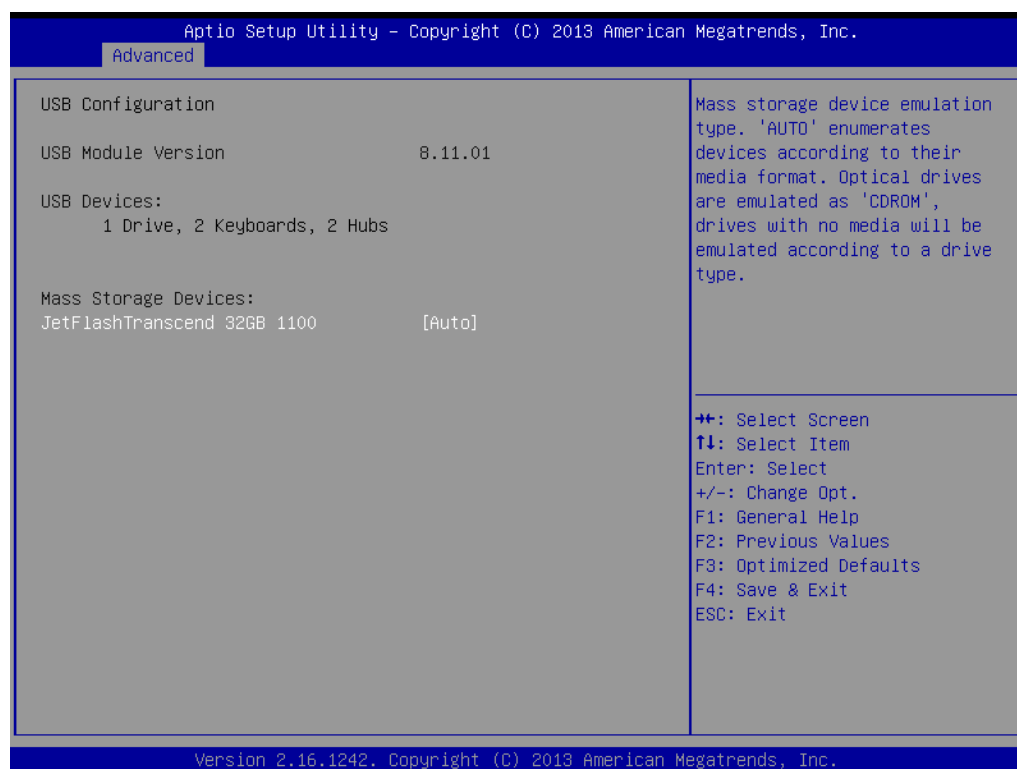 Aptio Setup Utility – Copyright (C) 2013 American Megatrends, Inc.
Advanced
USB Configuration
USB Module Version 8.11.01
USB Devices:
1 Drive, 2 Keyboards, 2 Hubs
Mass Storage Devices:
JetFlashTranscend 32GB 1100 [Auto]
Mass storage device emulation
type. 'AUTO' enumerates
devices according to their
media format. Optical drives
are emulated as 'CDROM',
drives with no media will be
emulated according to a drive
type.
→←: Select Screen
↑↓: Select Item
Enter: Select
+/-: Change Opt.
F1: General Help
F2: Previous Values
F3: Optimized Defaults
F4: Save & Exit
ESC: Exit
Version 2.16.1242. Copyright (C) 2013 American Megatrends, Inc.